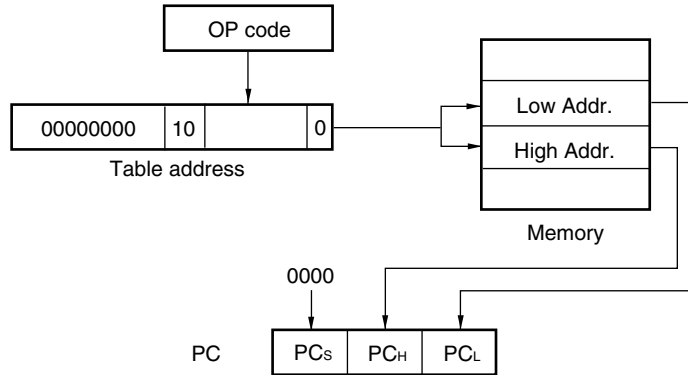 OP code
00000000 10 0
Table address
Low Addr.
High Addr.
Memory
0000
PC PCS PCH PCL